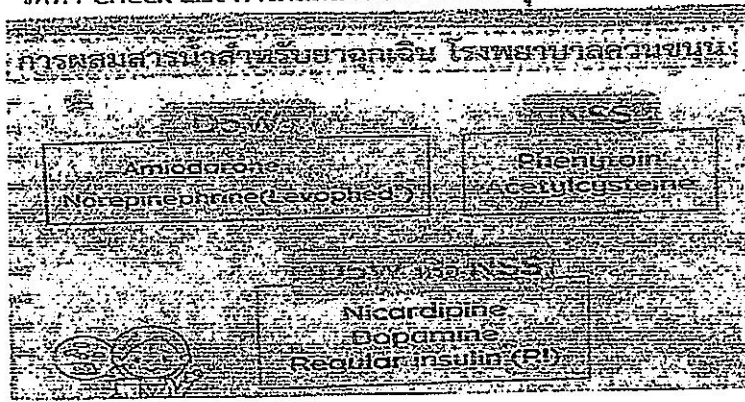 การผสมสารน้ำสำหรับยาฉุกเฉิน โรงพยาบาลควนขนุน
D5W
NSS
Amiodarone
Norepinephrine(Levophed®)
Phenytoin
Acetylcysteine
D5W หรือ NSS
Nicardipine
Dopamine
Regular insulin (RI)